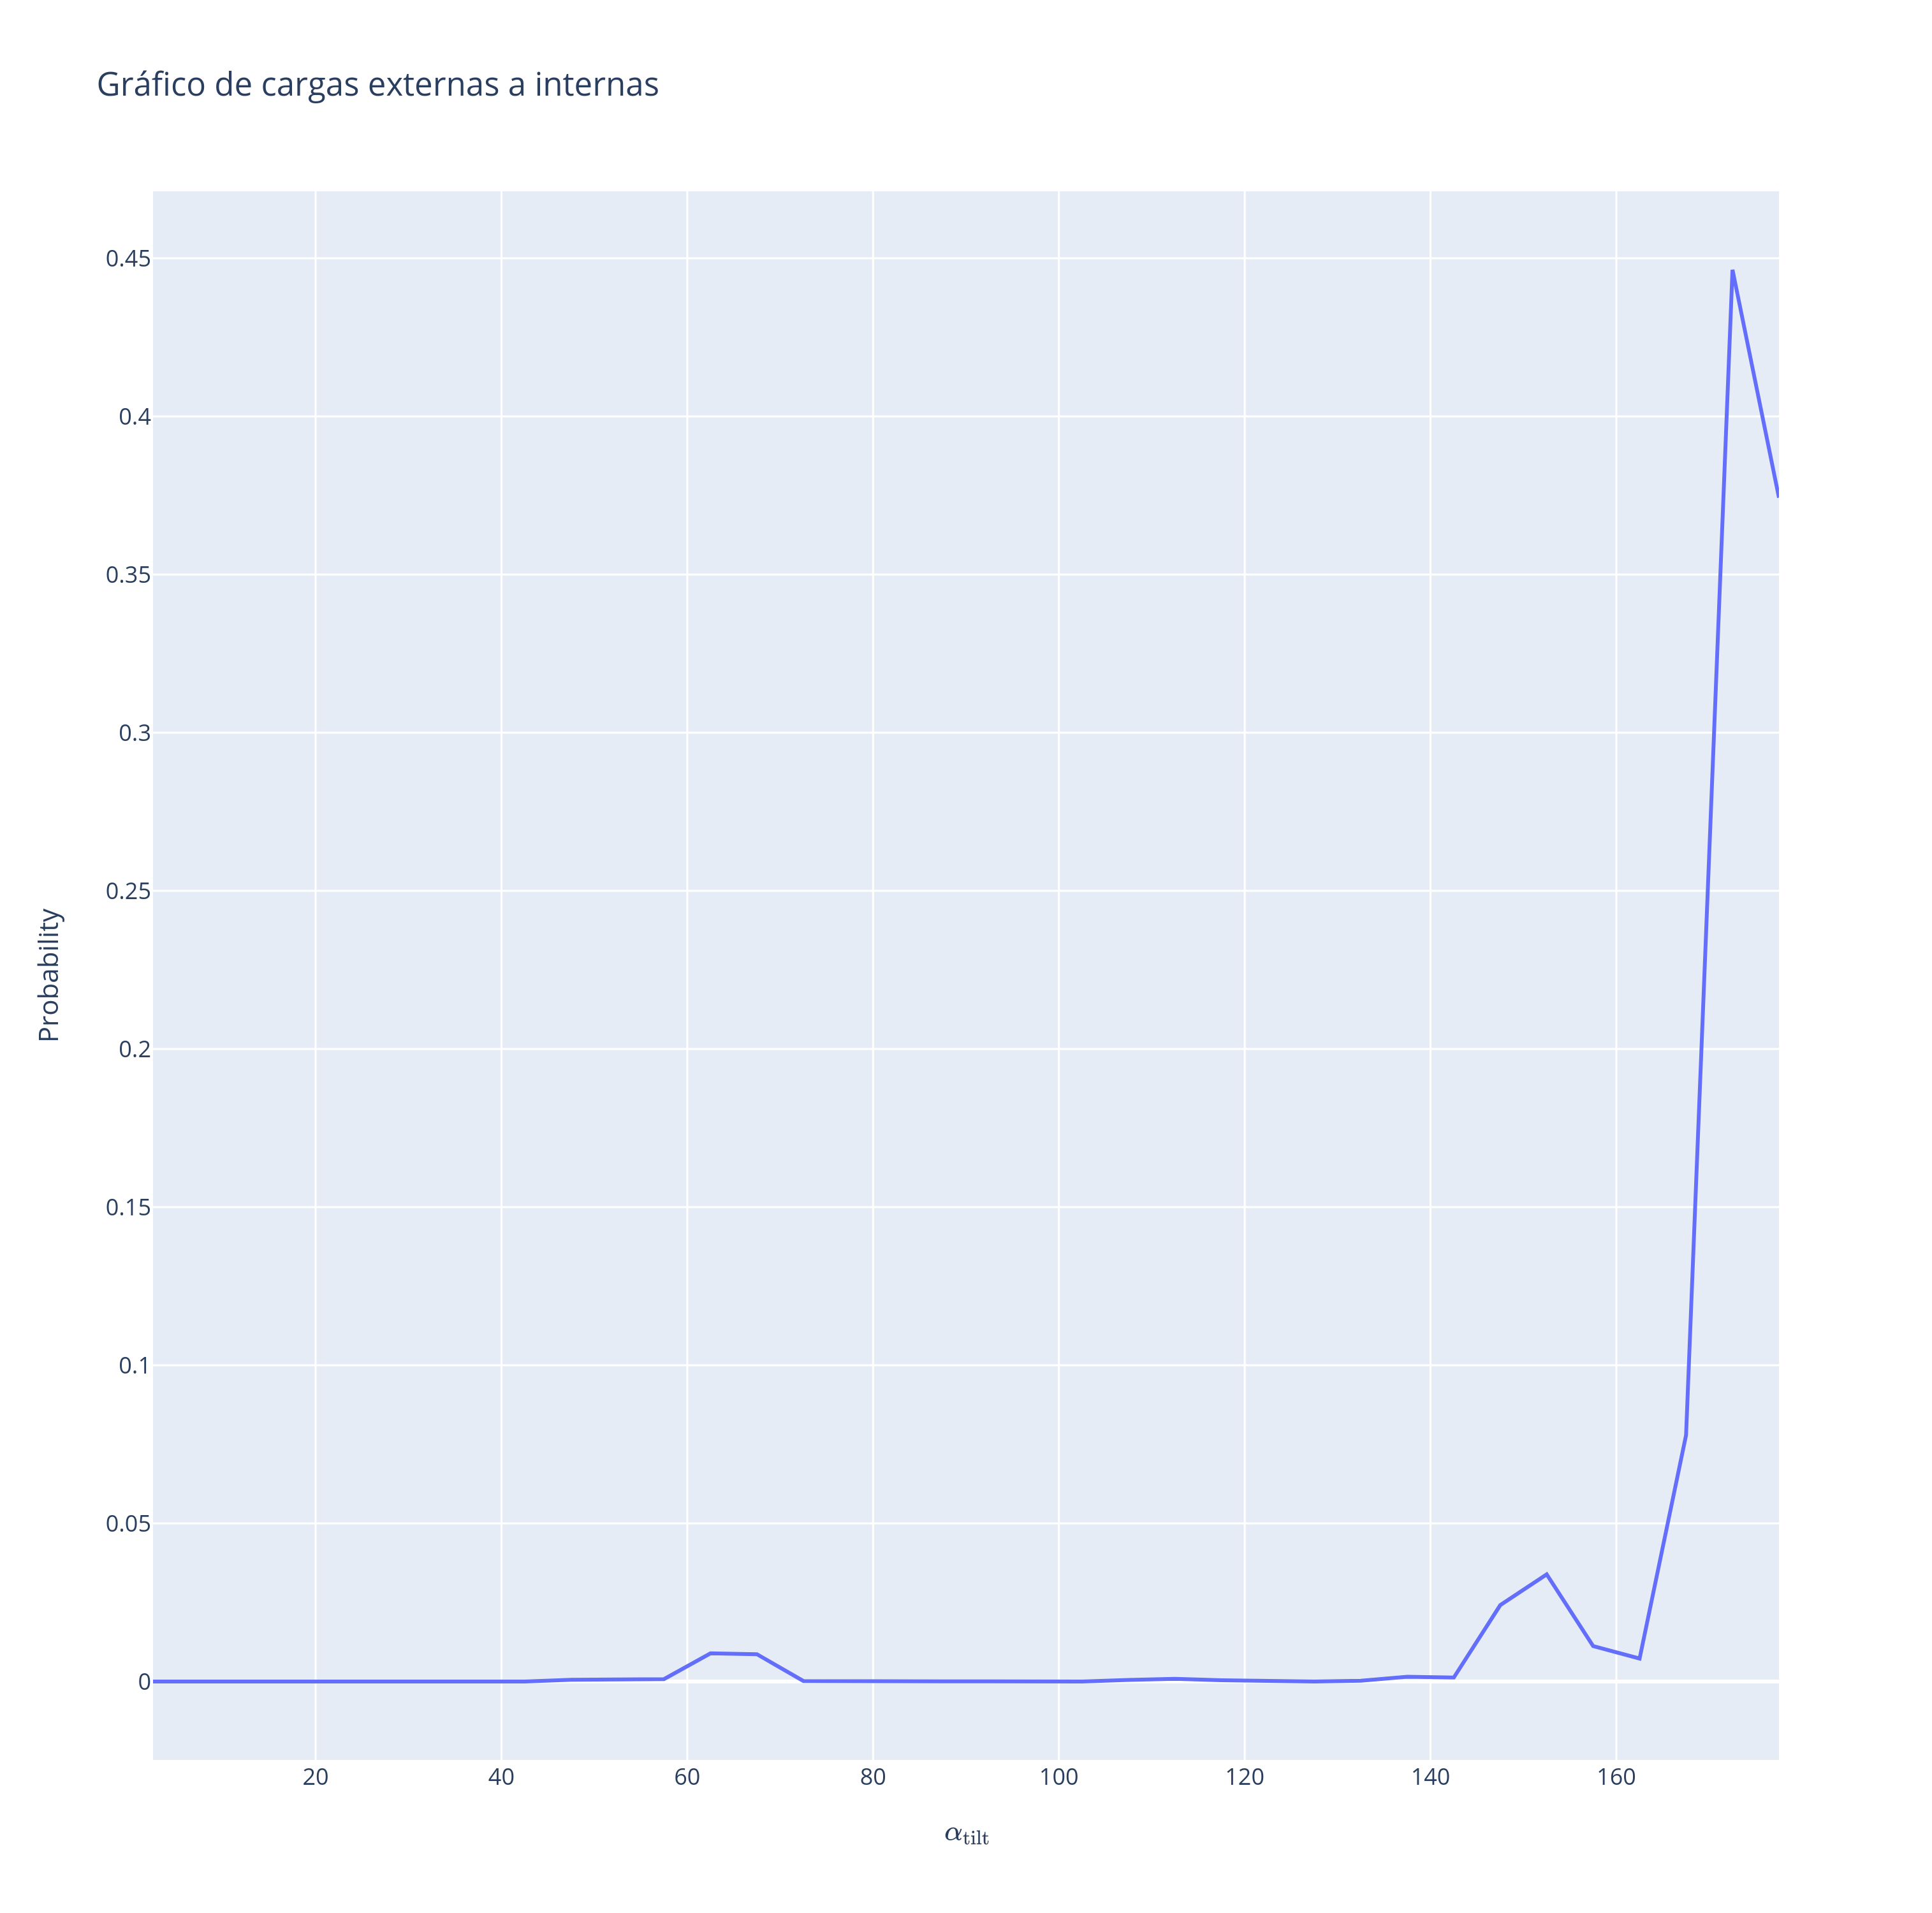 Gráfico de cargas externas a internas
0.45
0.4
0.35
0.3
0.25
0.2
0.15
0.1
0.05
0
Probability
20 40 60 80 100 120 140 160
α_tilt